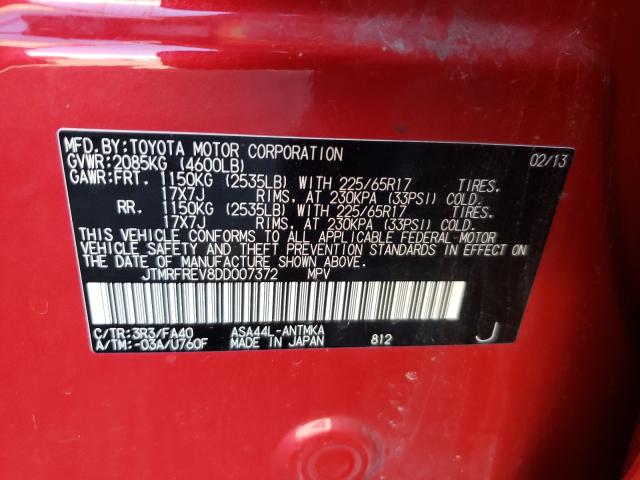 MFD.BY:TOYOTA MOTOR CORPORATION 02/13
GVWR:2085KG (4600LB)
GAWR:FRT. 1150KG (2535LB) WITH 225/65R17 TIRES.
17X7J RIMS. AT 230KPA (33PSI) COLD.
RR. 1150KG (2535LB) WITH 225/65R17 TIRES.
17X7J RIMS. AT 230KPA (33PSI) COLD.
THIS VEHICLE CONFORMS TO ALL APPLICABLE FEDERAL-MOTOR
VEHICLE SAFETY AND THEFT PREVENTION STANDARDS IN EFFECT ON
THE DATE OF MANUFACTURE SHOWN ABOVE.
JTMRFREV8DD007372 MPV
C/TR:3R3/FA40 ASA44L-ANTMKA
A/TM:-03A/U760F MADE IN JAPAN 812 J